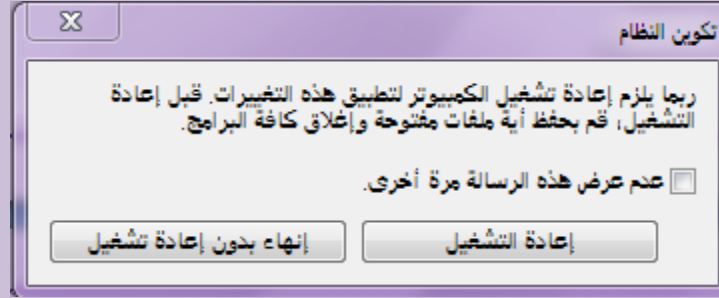 تكوين النظام
ربما يلزم إعادة تشغيل الكمبيوتر لتطبيق هذه التغييرات. قبل إعادة
التشغيل، قم بحفظ أية ملفات مفتوحة وإغلاق كافة البرامج.
عدم عرض هذه الرسالة مرة أخرى.
إعادة التشغيل
إنهاء بدون إعادة تشغيل